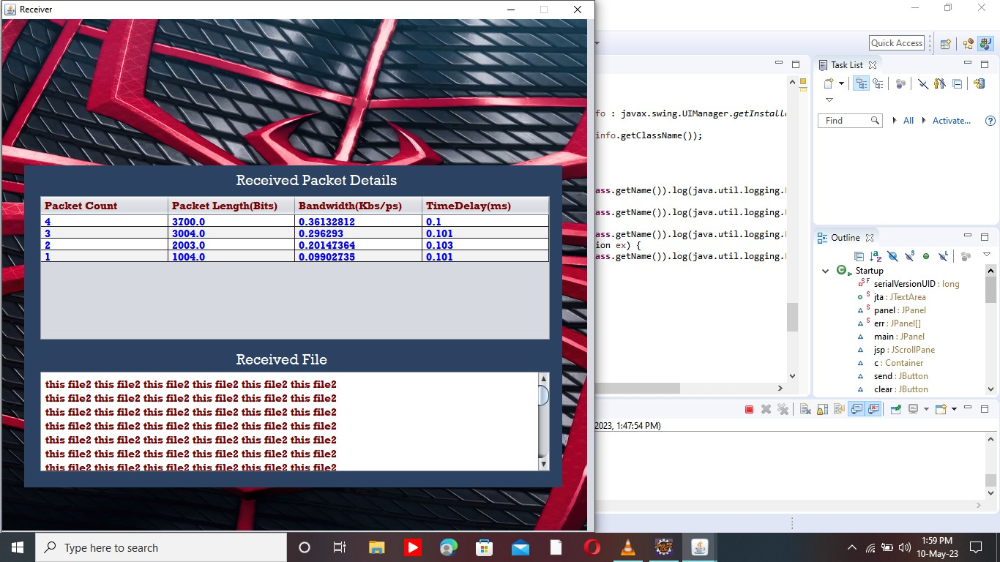 Receiver
Received Packet Details
Packet Count Packet Length(Bits) Bandwidth(Kbs/ps) TimeDelay(ms)
4 3700.0 0.36132812 0.1
3 3004.0 0.296293 0.101
2 2003.0 0.20147364 0.103
1 1004.0 0.09902735 0.101
Received File
this file2 this file2 this file2 this file2 this file2 this file2
this file2 this file2 this file2 this file2 this file2 this file2
this file2 this file2 this file2 this file2 this file2 this file2
this file2 this file2 this file2 this file2 this file2 this file2
this file2 this file2 this file2 this file2 this file2 this file2
this file2 this file2 this file2 this file2 this file2 this file2
this file2 this file2 this file2 this file2 this file2 this file2
Quick Access
fo : javax.swing.UIManager.getInstall
info.getClassName());
ass.getName()).log(java.util.logging.
ass.getName()).log(java.util.logging.
ass.getName()).log(java.util.logging.
ion ex) {
ass.getName()).log(java.util.logging.
Task List
Find All Activate...
Outline
Startup
serialVersionUID : long
jta : JTextArea
panel : JPanel
err : JPanel[]
main : JPanel
jsp : JScrollPane
c : Container
send : JButton
clear : JButton
2023, 1:47:54 PM)
Type here to search
JAVA EE
IDE
1:59 PM
10-May-23